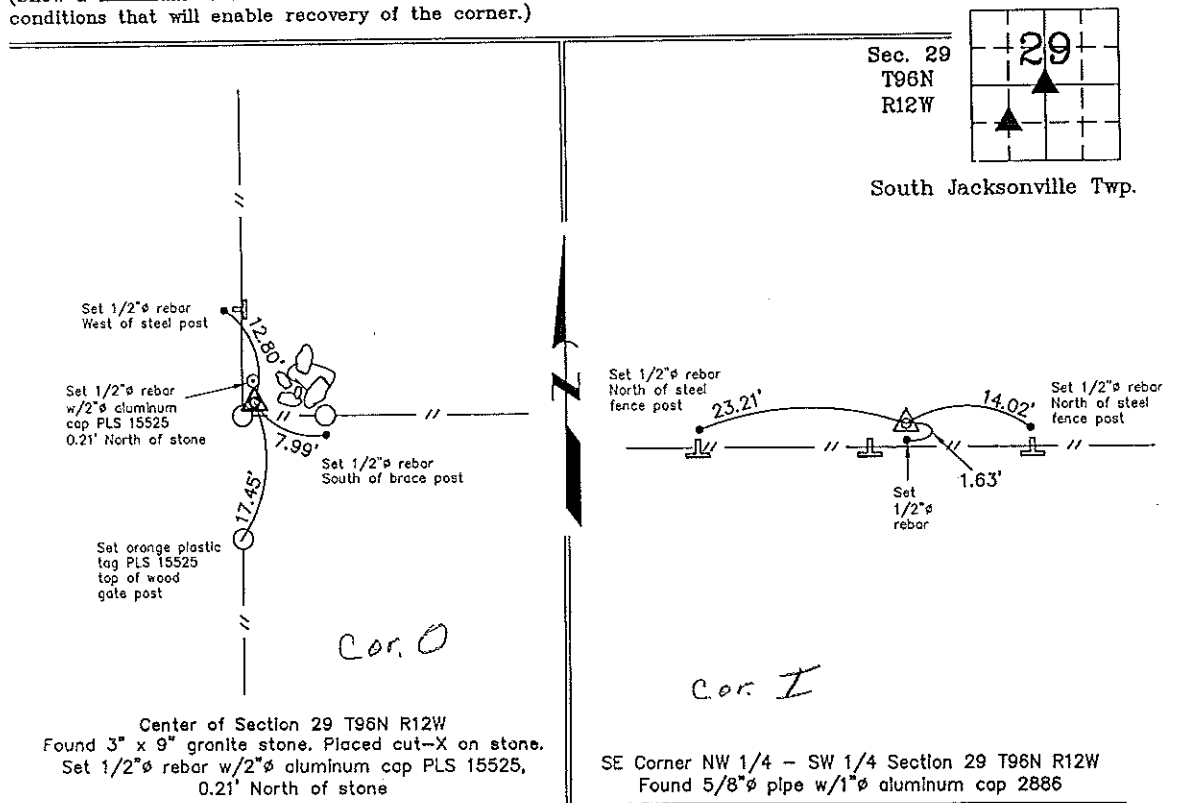 conditions that will enable recovery of the corner.)
Sec. 29
T96N
R12W
29
South Jacksonville Twp.
Set 1/2"ø rebar
West of steel post
12.80'
Set 1/2"ø rebar
w/2"ø aluminum
cap PLS 15525
0.21' North of stone
7.99'
Set 1/2"ø rebar
South of brace post
17.45'
Set orange plastic
tag PLS 15525
top of wood
gate post
Cor. O
Center of Section 29 T96N R12W
Found 3" x 9" granite stone. Placed cut-X on stone.
Set 1/2"ø rebar w/2"ø aluminum cap PLS 15525,
0.21' North of stone
Z
Set 1/2"ø rebar
North of steel
fence post
23.21'
14.02'
Set 1/2"ø rebar
North of steel
fence post
1.63'
Set
1/2"ø
rebar
Cor. I
SE Corner NW 1/4 - SW 1/4 Section 29 T96N R12W
Found 5/8"ø pipe w/1"ø aluminum cap 2886